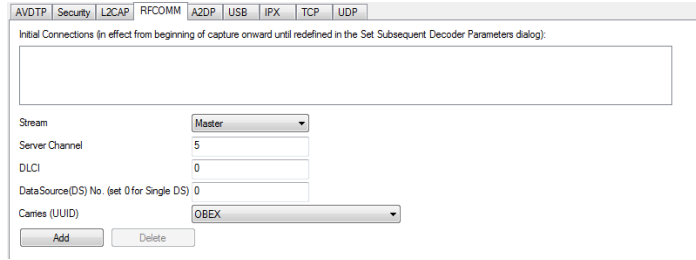 AVDTP Security L2CAP RFCOMM A2DP USB IPX TCP UDP
Initial Connections (in effect from beginning of capture onward until redefined in the Set Subsequent Decoder Parameters dialog):
Stream Master
Server Channel 5
DLCI 0
DataSource(DS) No. (set 0 for Single DS) 0
Carries (UUID) OBEX
Add Delete